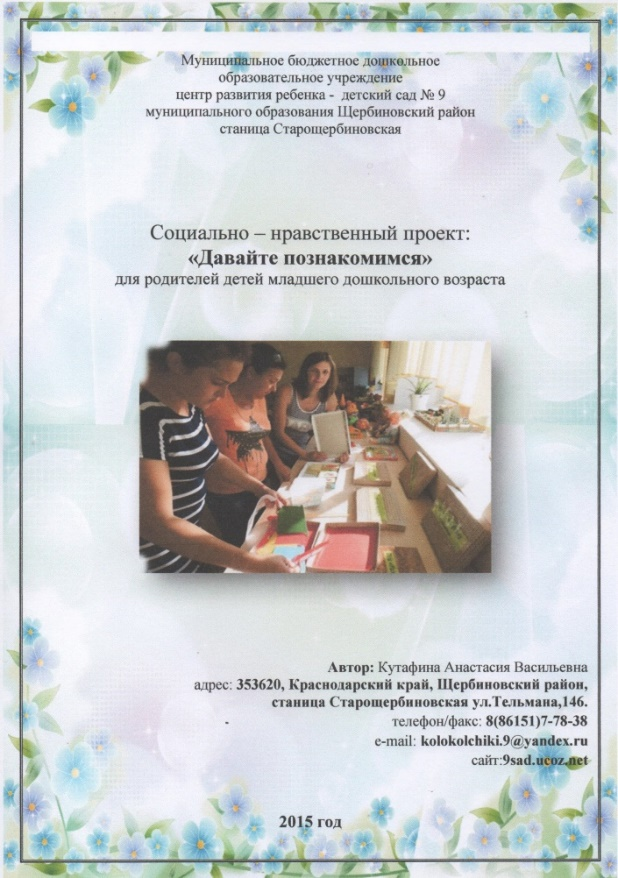 Муниципальное бюджетное дошкольное
образовательное учреждение
центр развития ребенка - детский сад № 9
муниципального образования Щербиновский район
станица Старощербиновская
Социально – нравственный проект:
«Давайте познакомимся»
для родителей детей младшего дошкольного возраста
Автор: Кутафина Анастасия Васильевна
адрес: 353620, Краснодарский край, Щербиновский район,
станица Старощербиновская ул.Тельмана,146.
телефон/факс: 8(86151)7-78-38
e-mail: kolokolchiki.9@yandex.ru
сайт:9sad.ucoz.net
2015 год